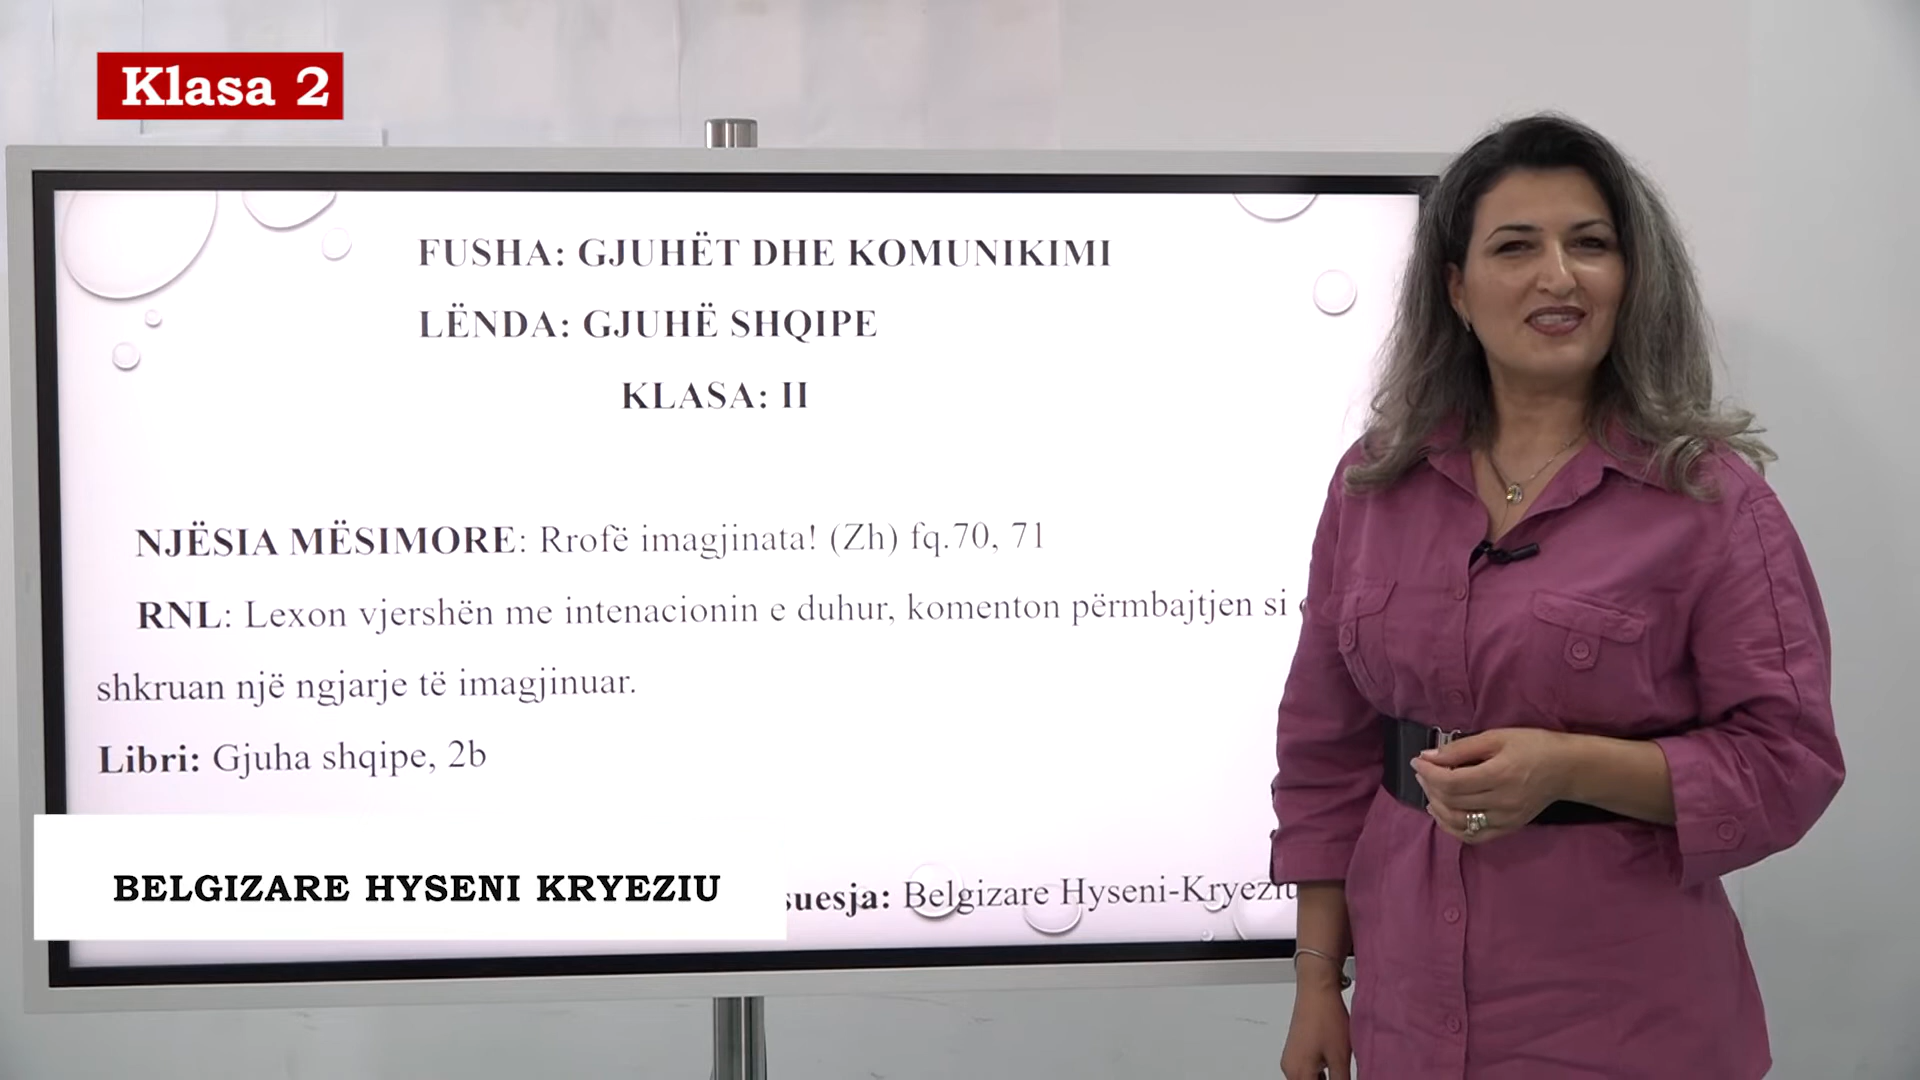 Klasa 2
FUSHA: GJUHËT DHE KOMUNIKIMI
LËNDA: GJUHË SHQIPE
KLASA: II
NJËSIA MËSIMORE: Rrofë imagjinata! (Zh) fq.70, 71
RNL: Lexon vjershën me intenacionin e duhur, komenton përmbajtjen si
shkruan një ngjarje të imagjinuar.
Libri: Gjuha shqipe, 2b
suesja: Belgizare Hyseni-Kryeziu
BELGIZARE HYSENI KRYEZIU